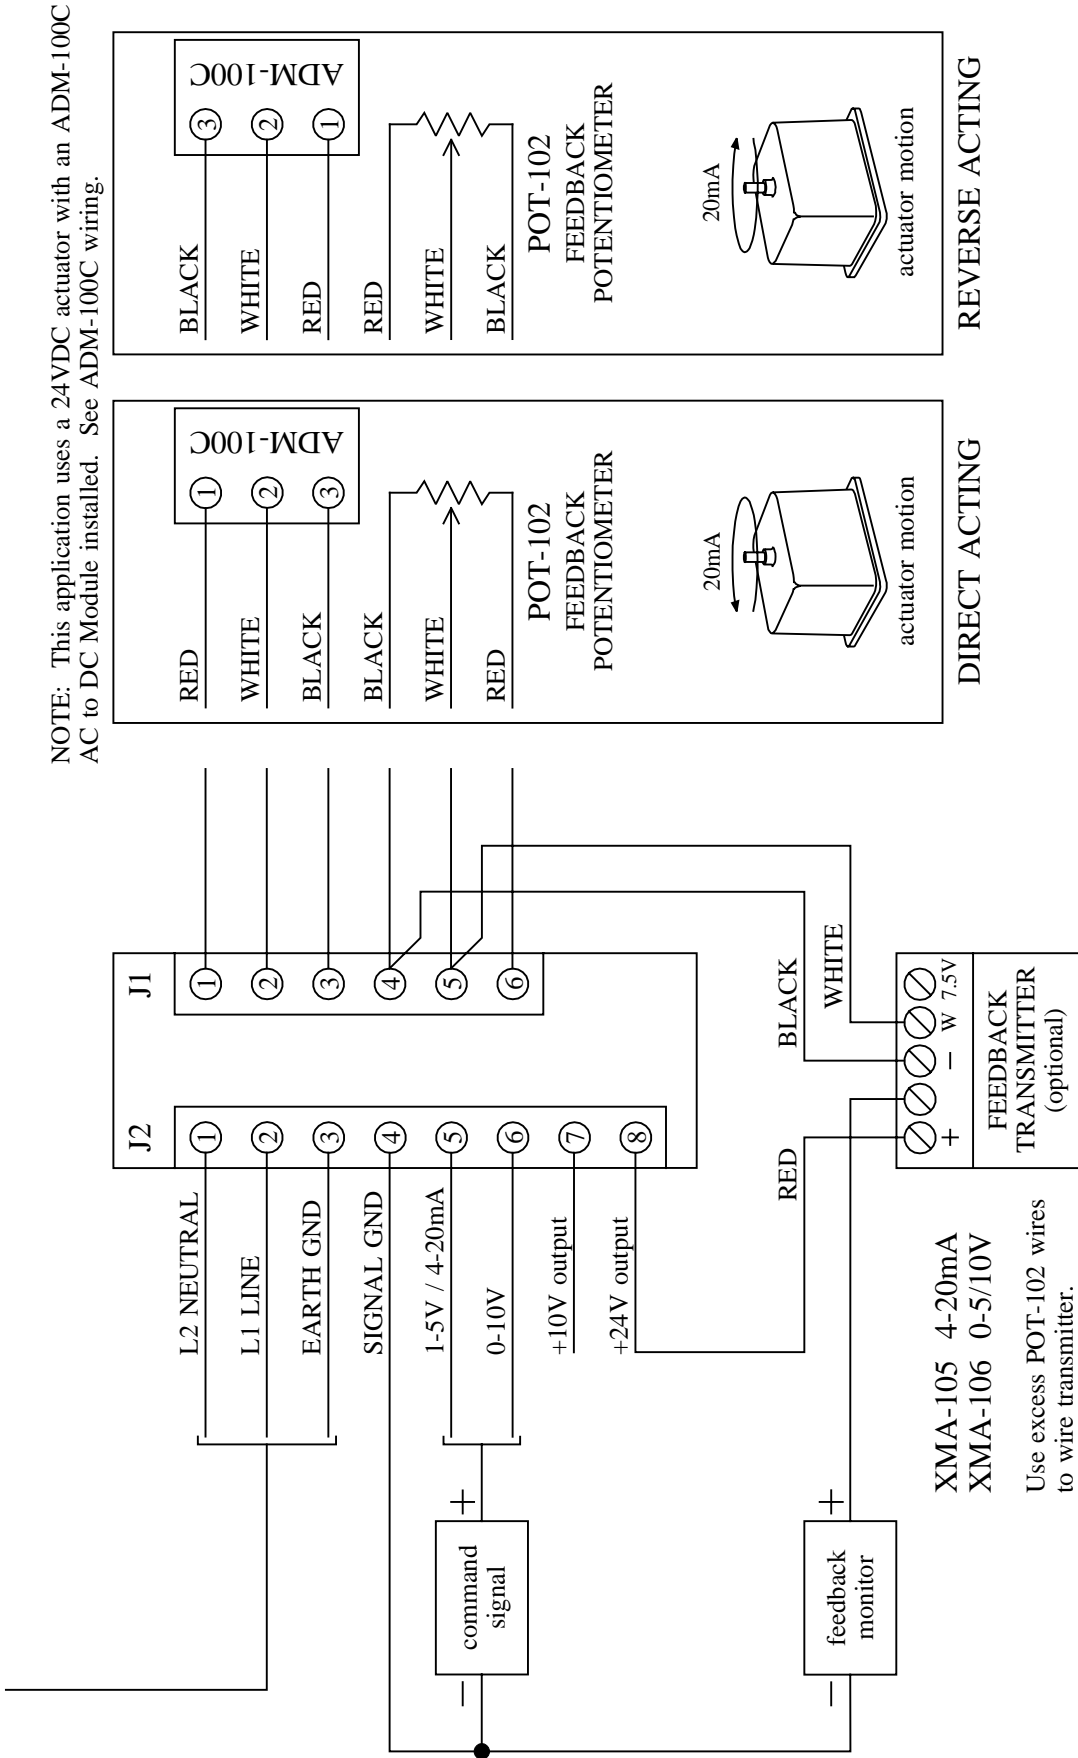 NOTE: This application uses a 24VDC actuator with an ADM-100C
AC to DC Module installed. See ADM-100C wiring.
J2
1
2
3
4
5
6
7
8
L2 NEUTRAL
L1 LINE
EARTH GND
SIGNAL GND
1-5V / 4-20mA
0-10V
+10V output
+24V output
+
command
signal
−
+
feedback
monitor
−
J1
1
2
3
4
5
6
RED
BLACK
WHITE
+
−
W
7.5V
FEEDBACK
TRANSMITTER
(optional)
XMA-105 4-20mA
XMA-106 0-5/10V
Use excess POT-102 wires
to wire transmitter.
RED
WHITE
BLACK
BLACK
WHITE
RED
1
2
3
ADM-100C
POT-102
FEEDBACK
POTENTIOMETER
20mA
actuator motion
DIRECT ACTING
BLACK
WHITE
RED
RED
WHITE
BLACK
3
2
1
ADM-100C
POT-102
FEEDBACK
POTENTIOMETER
20mA
actuator motion
REVERSE ACTING